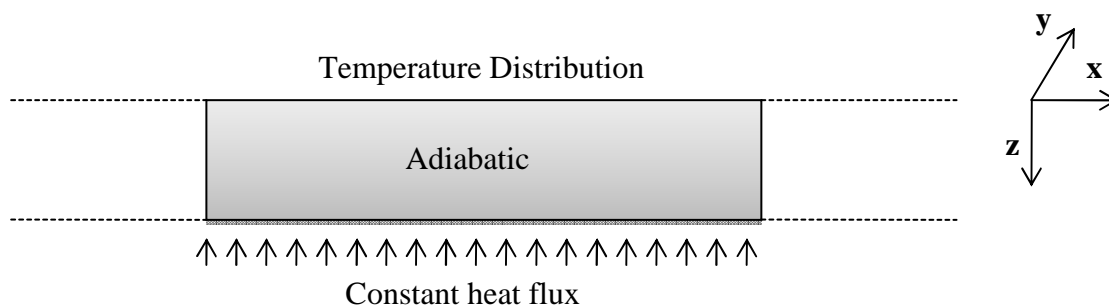 y
Temperature Distribution
x
Adiabatic
z
Constant heat flux